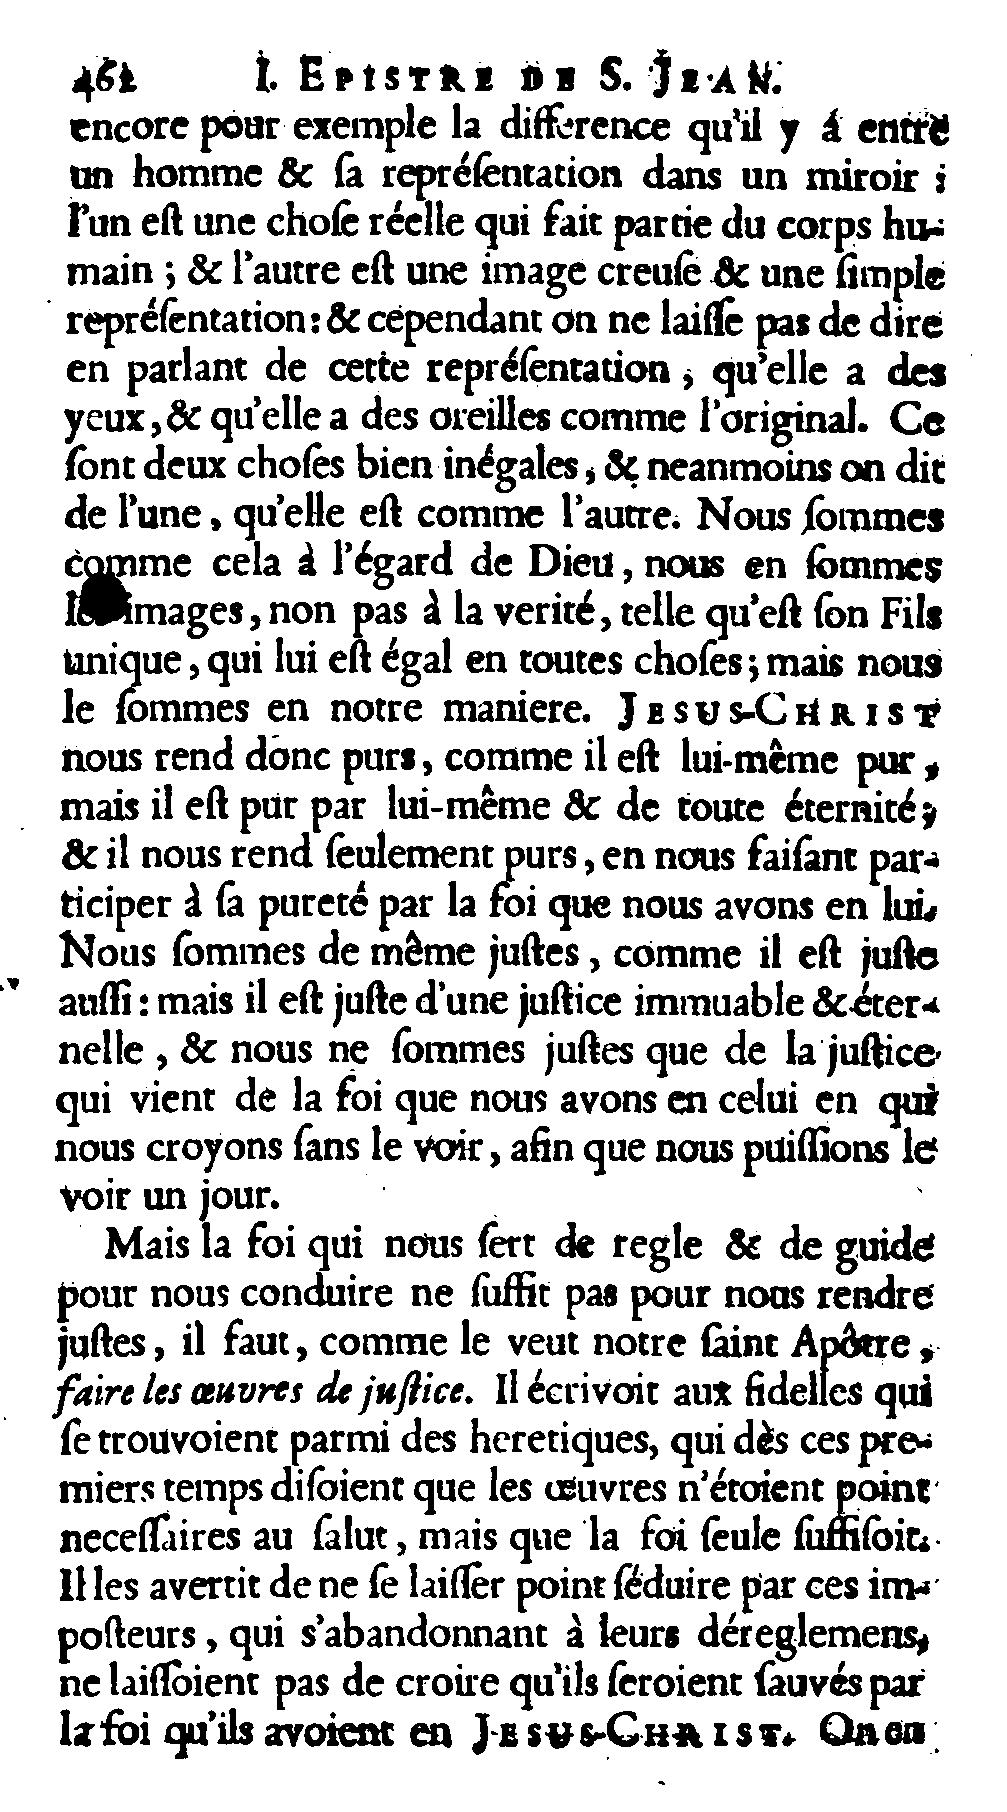 462 I. EPISTRE DE S. JEAN.
encore pour exemple la difference qu'il y á entre
un homme & ſa repréſentation dans un miroir ;
l'un eſt une choſe réelle qui fait partie du corps hu-
main ; & l'autre eſt une image creuſe & une ſimple
repréſentation : & cependant on ne laiſſe pas de dire
en parlant de cette repréſentation , qu'elle a des
yeux , & qu'elle a des oreilles comme l'original. Ce
ſont deux choſes bien inégales , & neanmoins on dit
de l'une , qu'elle eſt comme l'autre. Nous ſommes
comme cela à l'égard de Dieu , nous en ſommes
images , non pas à la verité , telle qu'eſt ſon Fils
unique , qui lui eſt égal en toutes choſes ; mais nous
le ſommes en notre maniere. JESUS-CHRIST
nous rend donc purs , comme il eſt lui-même pur ,
mais il eſt pur par lui-même & de toute éternité ;
& il nous rend ſeulement purs , en nous faiſant par-
ticiper à ſa pureté par la foi que nous avons en lui.
Nous ſommes de même juſtes , comme il eſt juſte
auſſi : mais il eſt juſte d'une juſtice immuable & éter-
nelle , & nous ne ſommes juſtes que de la juſtice
qui vient de la foi que nous avons en celui en qui
nous croyons ſans le voir , afin que nous puiſſions le
voir un jour.
Mais la foi qui nous ſert de regle & de guide
pour nous conduire ne ſuffit pas pour nous rendre
juſtes , il faut , comme le veut notre ſaint Apôtre ,
faire les œuvres de juſtice. Il écrivoit aux fidelles qui
ſe trouvoient parmi des heretiques, qui dès ces pre-
miers temps diſoient que les œuvres n'étoient point
neceſſaires au ſalut , mais que la foi ſeule ſuffiſoit.
Il les avertit de ne ſe laiſſer point ſéduire par ces im-
poſteurs , qui s'abandonnant à leurs déreglemens,
ne laiſſoient pas de croire qu'ils ſeroient ſauvés par
la foi qu'ils avoient en JESUS-CHRIST. On en